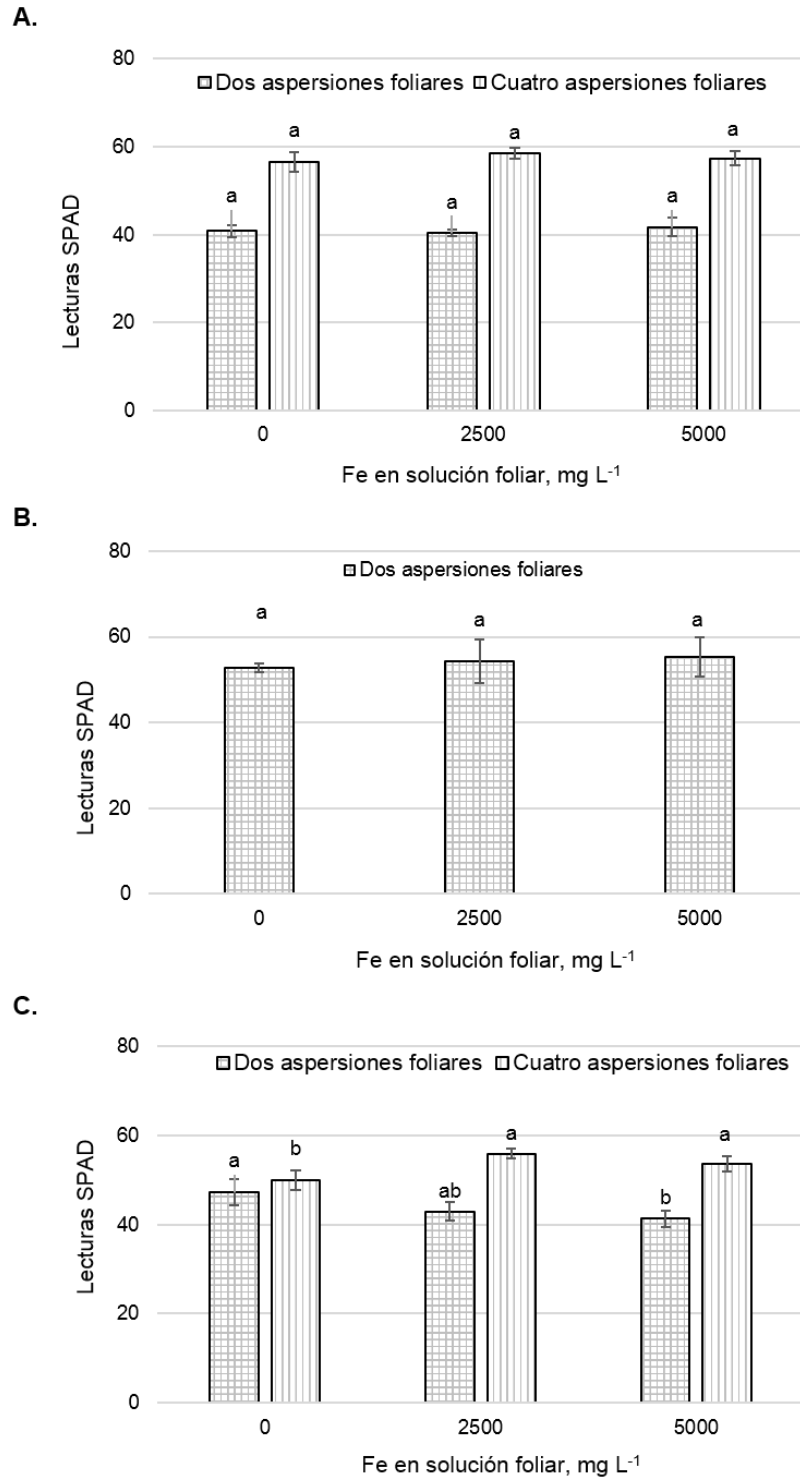 A.
80
Dos aspersiones foliares Cuatro aspersiones foliares
a a a
60
a a a
40
20
0
Lecturas SPAD
0 2500 5000
Fe en solución foliar, mg L⁻¹
B.
80
Dos aspersiones foliares
a a a
60
40
20
0
Lecturas SPAD
0 2500 5000
Fe en solución foliar, mg L⁻¹
C.
80
Dos aspersiones foliares Cuatro aspersiones foliares
60
a b ab a b a
40
20
0
Lecturas SPAD
0 2500 5000
Fe en solución foliar, mg L⁻¹